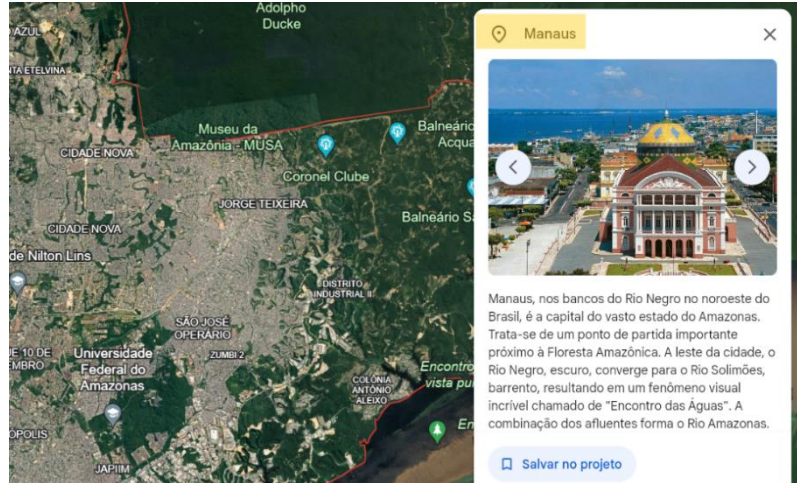 Adolpho
Ducke
AZUL
NTA ETELVINA
Museu da
Amazônia - MUSA
Balneário
Acqua
CIDADE NOVA
Coronel Clube
JORGE TEIXEIRA
Balneário Sa
CIDADE NOVA
de Nilton Lins
DISTRITO
INDUSTRIAL II
SÃO JOSÉ
OPERÁRIO
ZUMBI 2
E 10 DE
EMBRO
Universidade
Federal do
Amazonas
Encontro
vista pu
COLÔNIA
ANTÔNIO
ALEIXO
En
ÓPOLIS
JAPIIM
Manaus
Manaus, nos bancos do Rio Negro no noroeste do
Brasil, é a capital do vasto estado do Amazonas.
Trata-se de um ponto de partida importante
próximo à Floresta Amazônica. A leste da cidade, o
Rio Negro, escuro, converge para o Rio Solimões,
barrento, resultando em um fenômeno visual
incrível chamado de "Encontro das Águas". A
combinação dos afluentes forma o Rio Amazonas.
Salvar no projeto